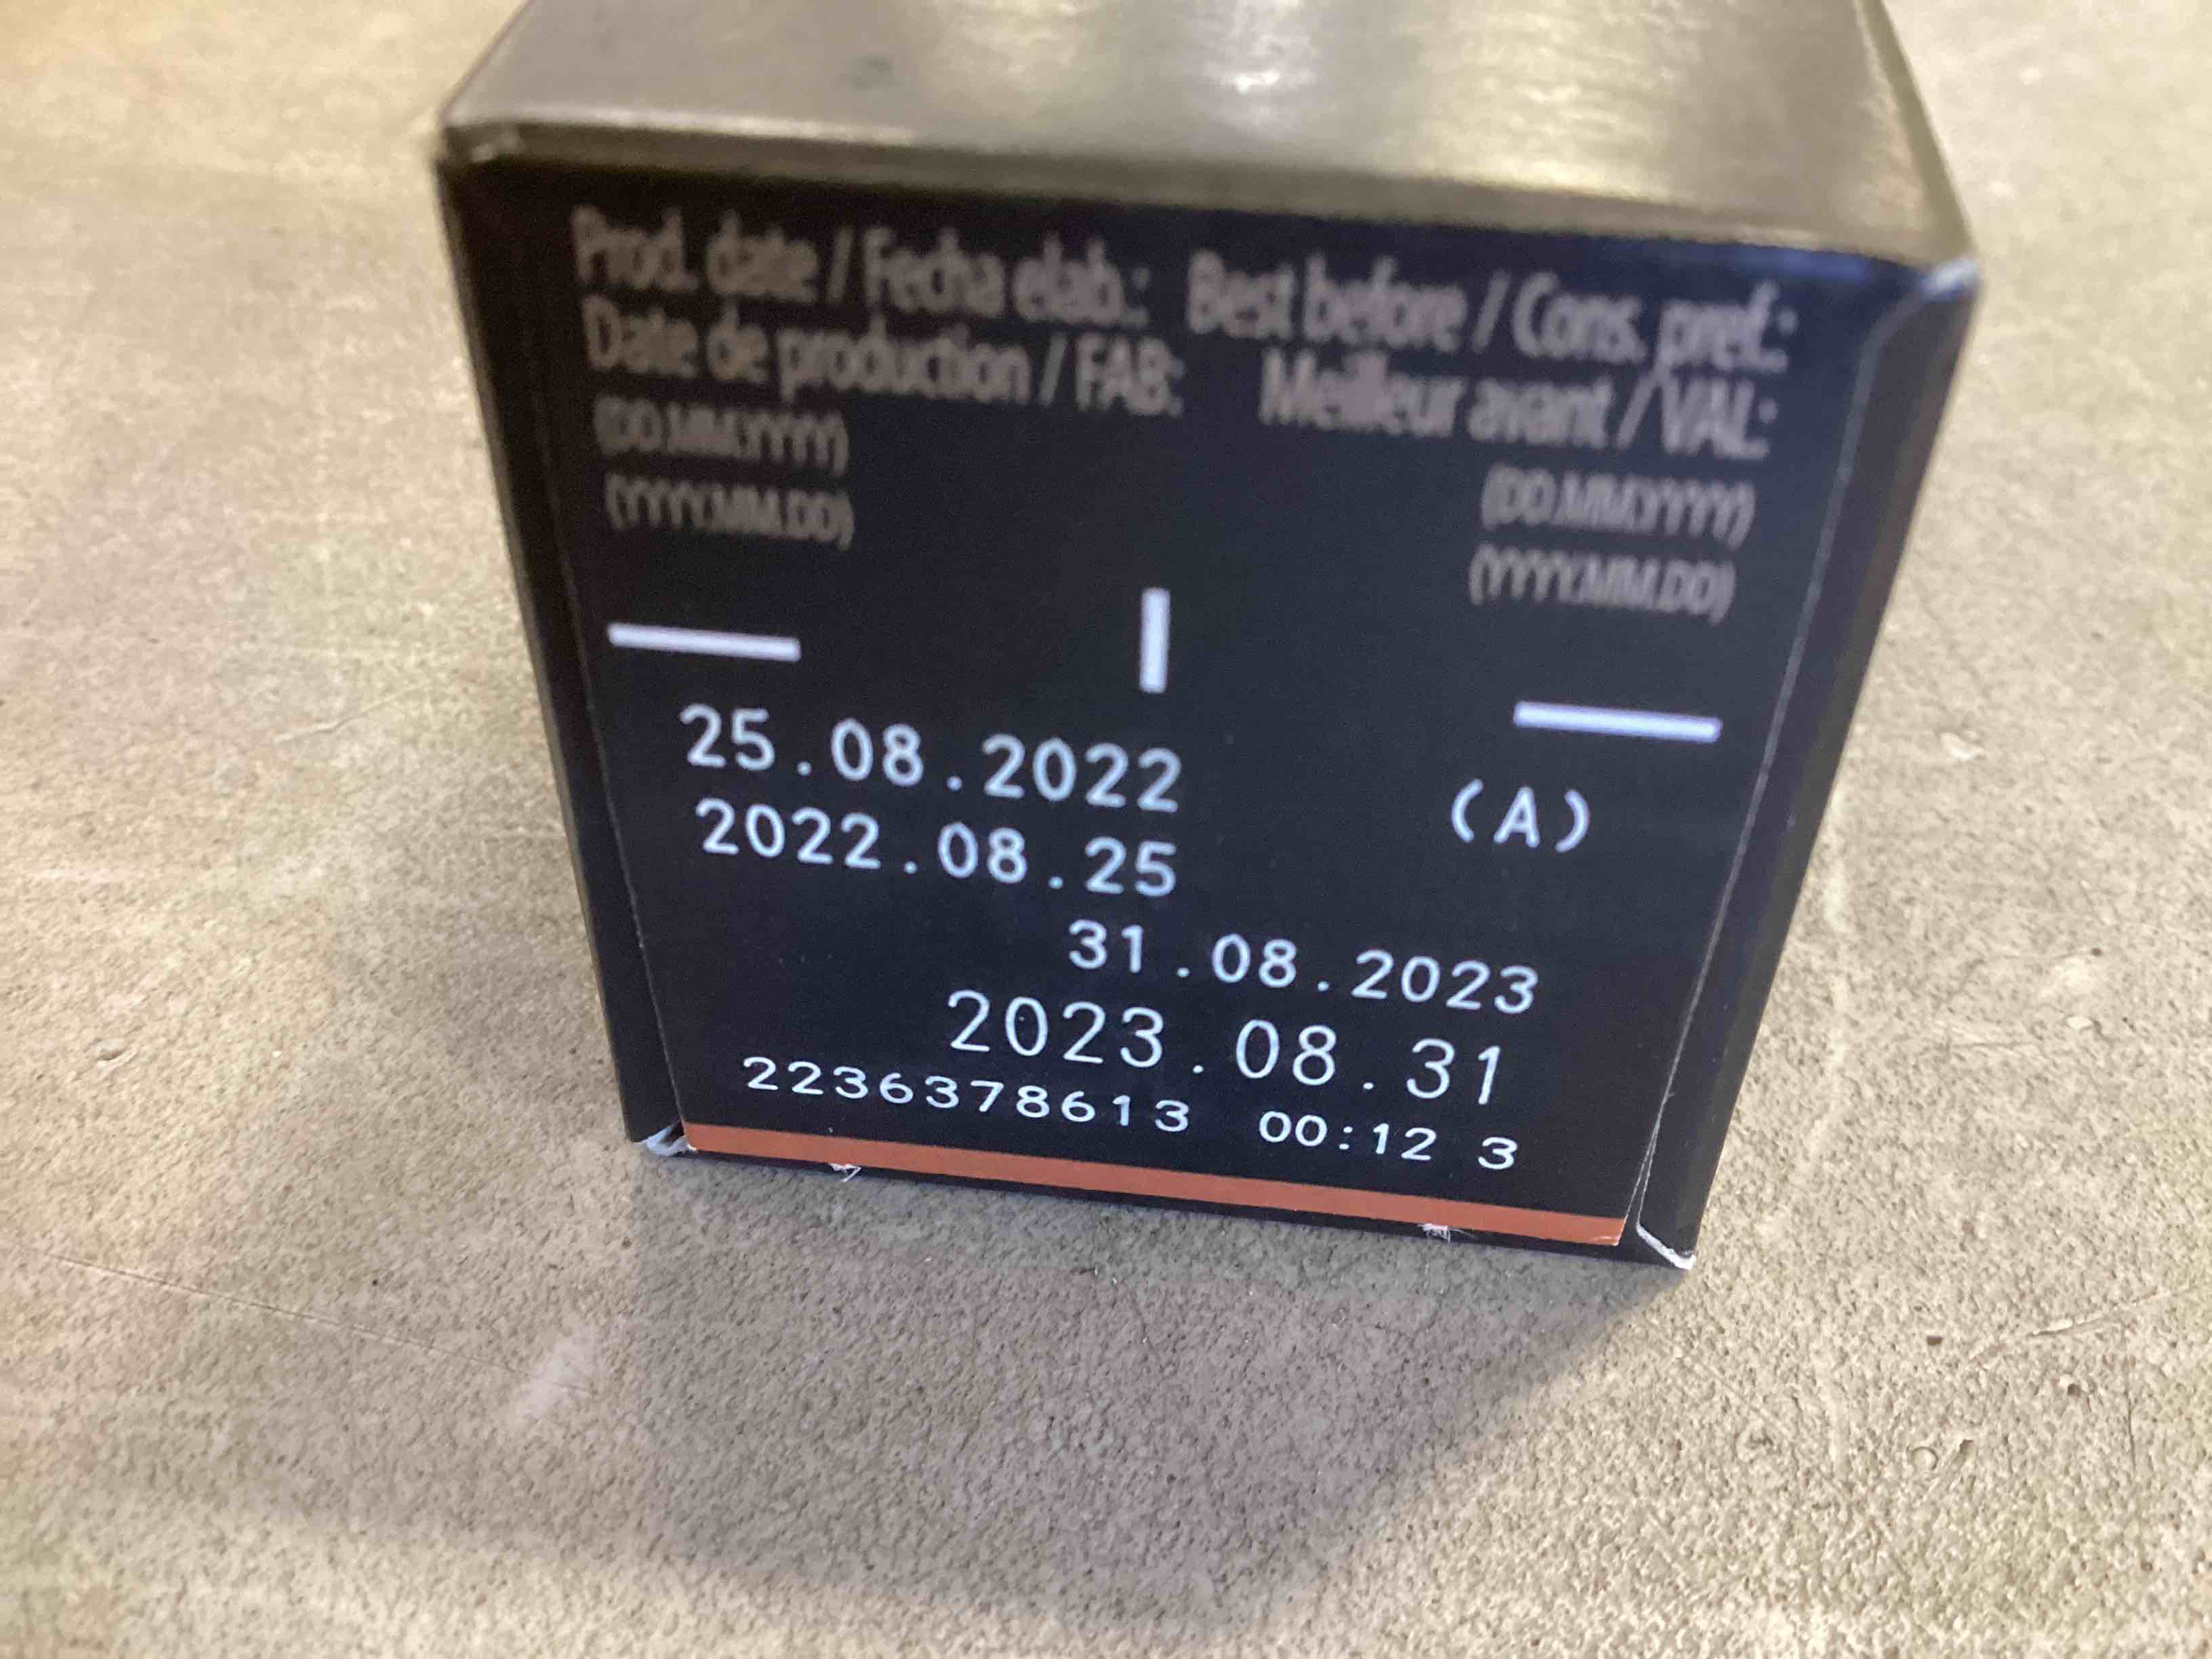 Prod. date / Fecha elab.: Best before / Cons. pref.:
Date de production / FAB: Meilleur avant / VAL:
(DD.MM.YYYY)
(YYYY.MM.DD)
(DD.MM.YYYY)
(YYYY.MM.DD)
25.08.2022
2022.08.25 (A)
31.08.2023
2023.08.31
2236378613 00:12 3